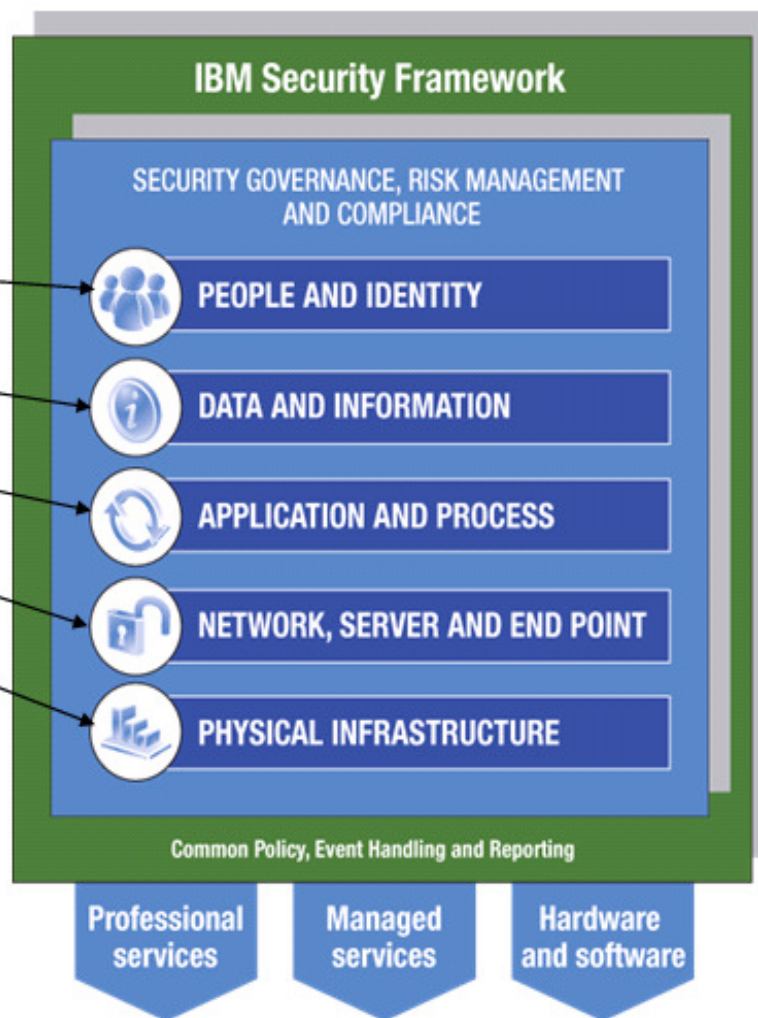 IBM Security Framework
SECURITY GOVERNANCE, RISK MANAGEMENT
AND COMPLIANCE
PEOPLE AND IDENTITY
i
DATA AND INFORMATION
APPLICATION AND PROCESS
NETWORK, SERVER AND END POINT
PHYSICAL INFRASTRUCTURE
Common Policy, Event Handling and Reporting
Professional
services
Managed
services
Hardware
and software